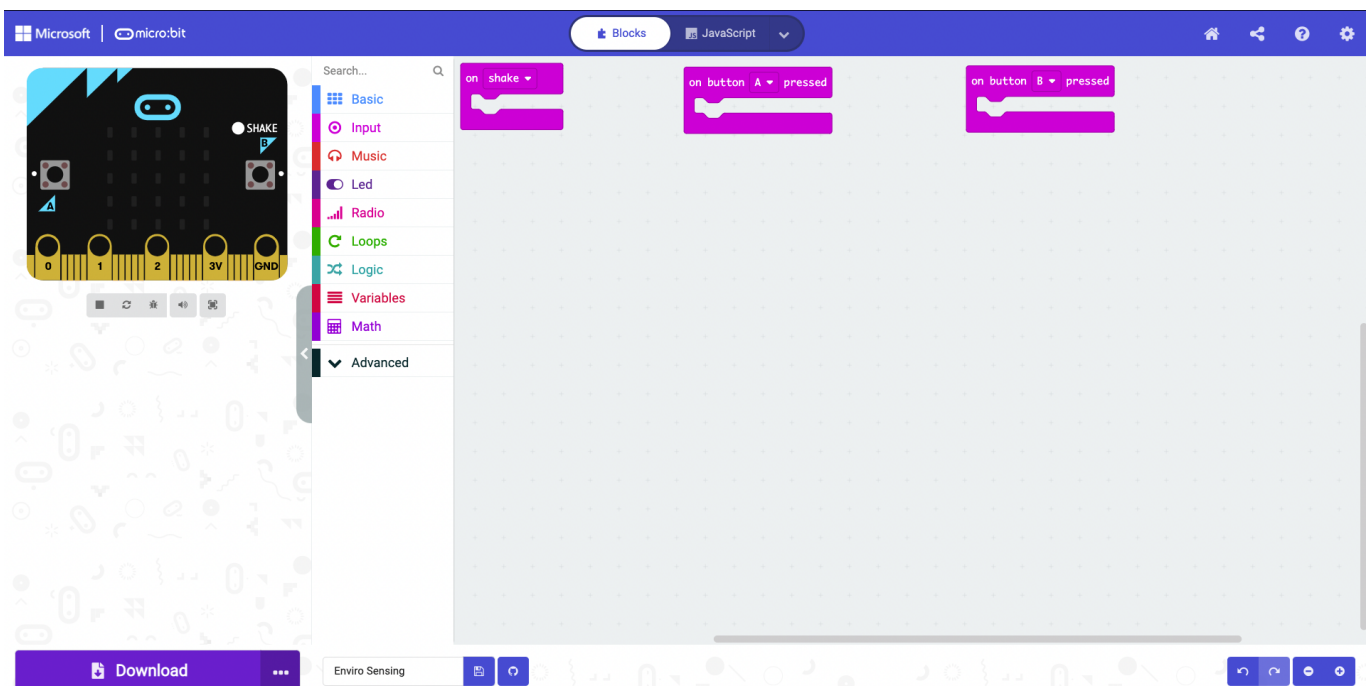 Microsoft micro:bit
Blocks
JS JavaScript
SHAKE
B
A
0 1 2 3V GND
Search...
Basic
Input
Music
Led
Radio
Loops
Logic
Variables
Math
Advanced
on shake
on button A pressed
on button B pressed
Download
Enviro Sensing